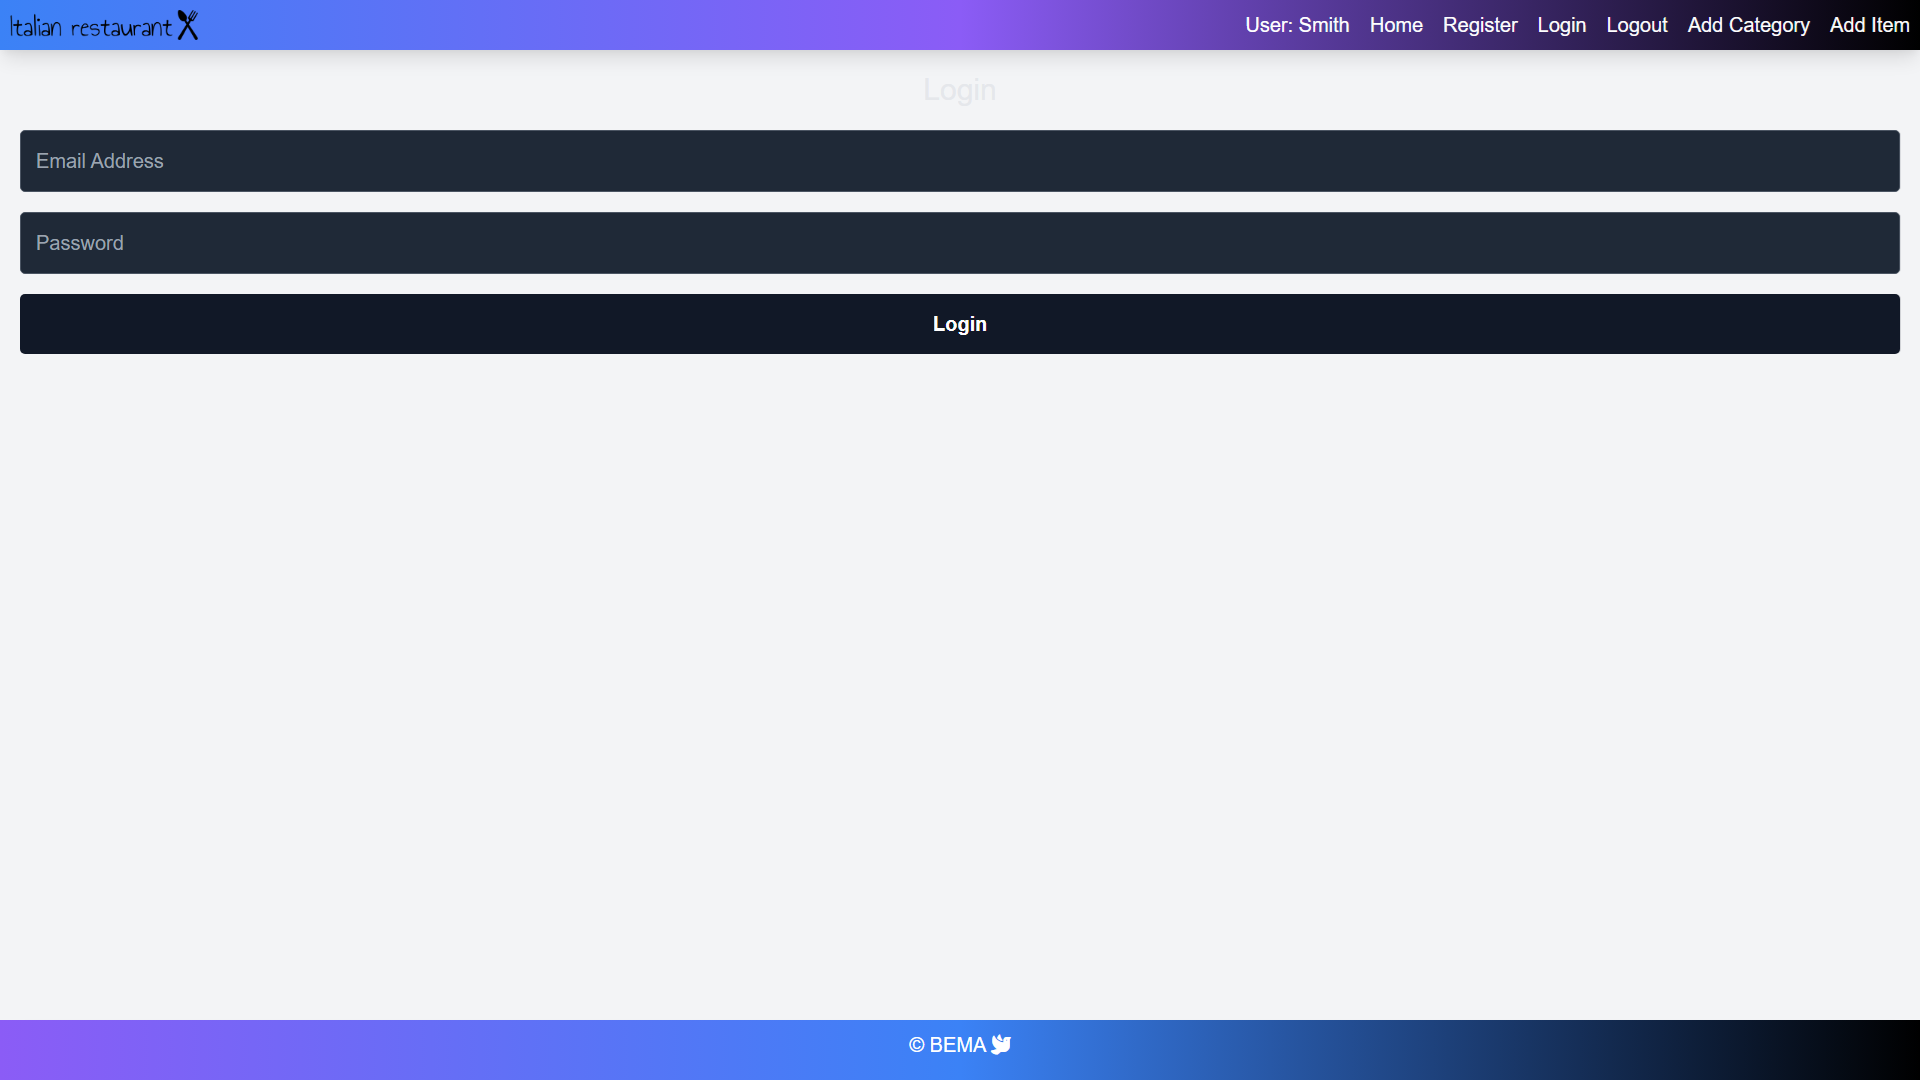 Italian restaurant
User: Smith Home Register Login Logout Add Category Add Item
Login
Email Address
Password
Login
© BEMA